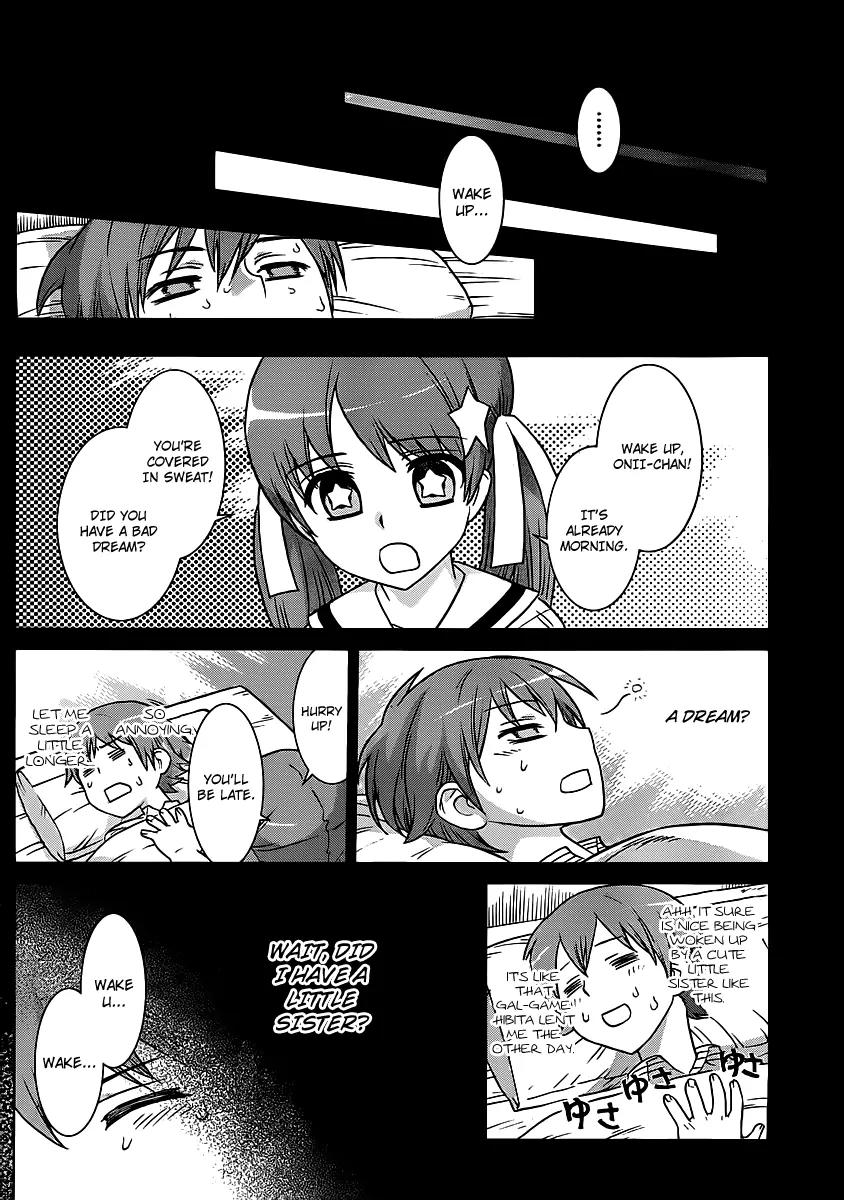 ........
WAKE
UP...
WAKE UP,
ONII-CHAN!
IT'S
ALREADY
MORNING.
YOU'RE
COVERED
IN SWEAT!
DID YOU
HAVE A BAD
DREAM?
A DREAM?
HURRY
UP!
YOU'LL
BE LATE.
SO
ANNOYING.
LET ME
SLEEP A
LITTLE
LONGER...
AHH, IT SURE
IS NICE BEING
WOKEN UP
BY A CUTE
LITTLE
SISTER LIKE
THIS.
IT'S LIKE
THAT
GAL-GAME
HIBITA LENT
ME THE
OTHER DAY.
ゆさ
ゆさ
ゆさ
WAIT, DID
I HAVE A
LITTLE
SISTER?
WAKE
U...
WAKE...